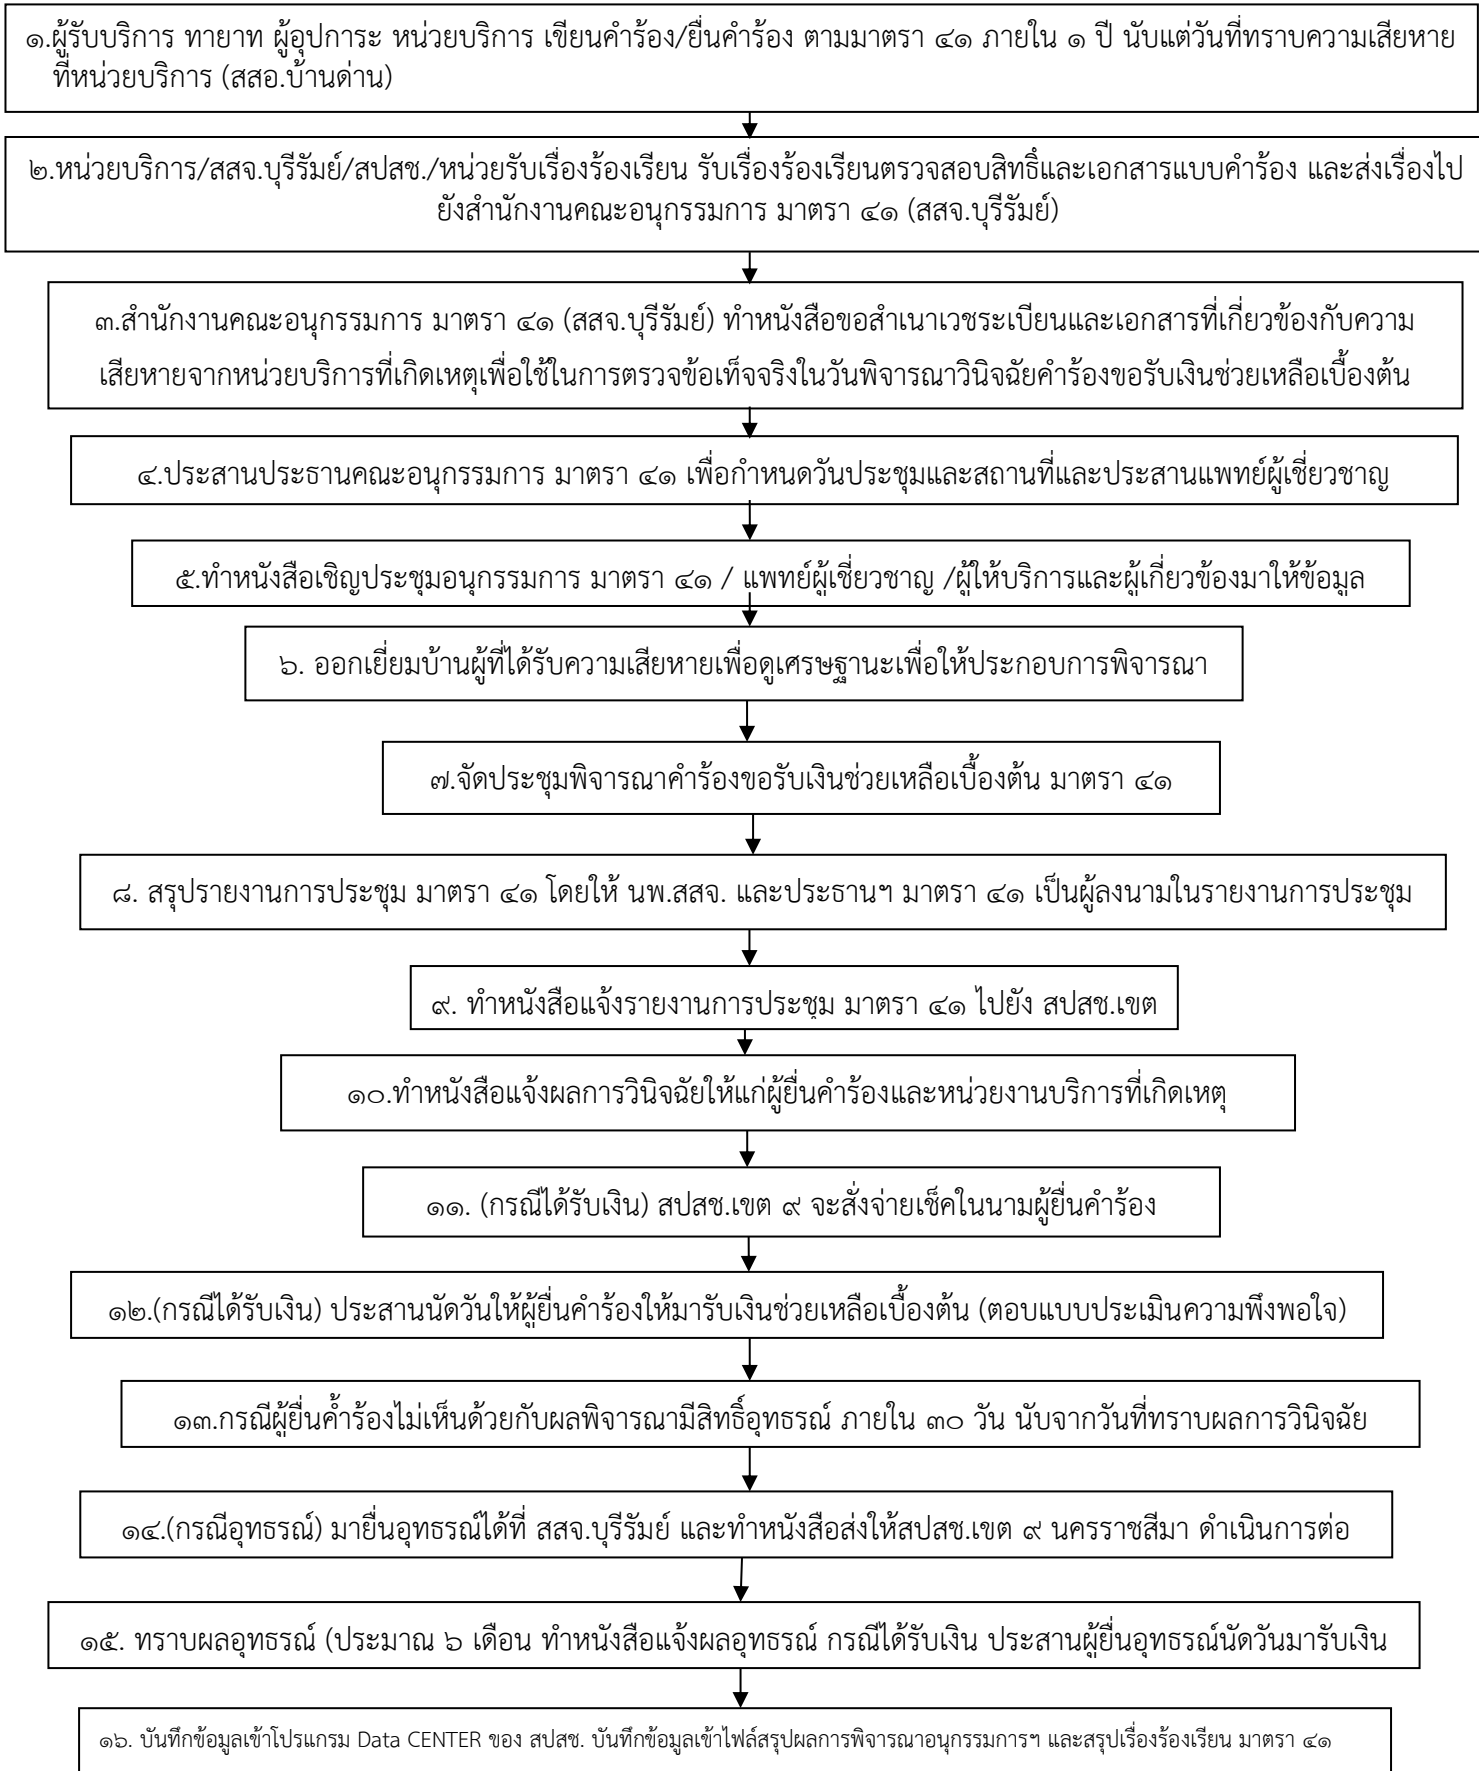 ๑.ผู้รับบริการ ทายาท ผู้อุปการะ หน่วยบริการ เขียนคำร้อง/ยื่นคำร้อง ตามมาตรา ๔๑ ภายใน ๑ ปี นับแต่วันที่ทราบความเสียหาย
ที่หน่วยบริการ (สสอ.บ้านด่าน)
๒.หน่วยบริการ/สสจ.บุรีรัมย์/สปสช./หน่วยรับเรื่องร้องเรียน รับเรื่องร้องเรียนตรวจสอบสิทธิ์และเอกสารแบบคำร้อง และส่งเรื่องไป
ยังสำนักงานคณะอนุกรรมการ มาตรา ๔๑ (สสจ.บุรีรัมย์)
๓.สำนักงานคณะอนุกรรมการ มาตรา ๔๑ (สสจ.บุรีรัมย์) ทำหนังสือขอสำเนาเวชระเบียนและเอกสารที่เกี่ยวข้องกับความ
เสียหายจากหน่วยบริการที่เกิดเหตุเพื่อใช้ในการตรวจข้อเท็จจริงในวันพิจารณาวินิจฉัยคำร้องขอรับเงินช่วยเหลือเบื้องต้น
๔.ประสานประธานคณะอนุกรรมการ มาตรา ๔๑ เพื่อกำหนดวันประชุมและสถานที่และประสานแพทย์ผู้เชี่ยวชาญ
๕.ทำหนังสือเชิญประชุมอนุกรรมการ มาตรา ๔๑ / แพทย์ผู้เชี่ยวชาญ /ผู้ให้บริการและผู้เกี่ยวข้องมาให้ข้อมูล
๖. ออกเยี่ยมบ้านผู้ที่ได้รับความเสียหายเพื่อดูเศรษฐานะเพื่อให้ประกอบการพิจารณา
๗.จัดประชุมพิจารณาคำร้องขอรับเงินช่วยเหลือเบื้องต้น มาตรา ๔๑
๘. สรุปรายงานการประชุม มาตรา ๔๑ โดยให้ นพ.สสจ. และประธานฯ มาตรา ๔๑ เป็นผู้ลงนามในรายงานการประชุม
๙. ทำหนังสือแจ้งรายงานการประชุม มาตรา ๔๑ ไปยัง สปสช.เขต
๑๐.ทำหนังสือแจ้งผลการวินิจฉัยให้แก่ผู้ยื่นคำร้องและหน่วยงานบริการที่เกิดเหตุ
๑๑. (กรณีได้รับเงิน) สปสช.เขต ๙ จะสั่งจ่ายเช็คในนามผู้ยื่นคำร้อง
๑๒.(กรณีได้รับเงิน) ประสานนัดวันให้ผู้ยื่นคำร้องให้มารับเงินช่วยเหลือเบื้องต้น (ตอบแบบประเมินความพึงพอใจ)
๑๓.กรณีผู้ยื่นค้ำร้องไม่เห็นด้วยกับผลพิจารณามีสิทธิ์อุทธรณ์ ภายใน ๓๐ วัน นับจากวันที่ทราบผลการวินิจฉัย
๑๔.(กรณีอุทธรณ์) มายื่นอุทธรณ์ได้ที่ สสจ.บุรีรัมย์ และทำหนังสือส่งให้สปสช.เขต ๙ นครราชสีมา ดำเนินการต่อ
๑๕. ทราบผลอุทธรณ์ (ประมาณ ๖ เดือน ทำหนังสือแจ้งผลอุทธรณ์ กรณีได้รับเงิน ประสานผู้ยื่นอุทธรณ์นัดวันมารับเงิน
๑๖. บันทึกข้อมูลเข้าโปรแกรม Data CENTER ของ สปสช. บันทึกข้อมูลเข้าไฟล์สรุปผลการพิจารณาอนุกรรมการฯ และสรุปเรื่องร้องเรียน มาตรา ๔๑